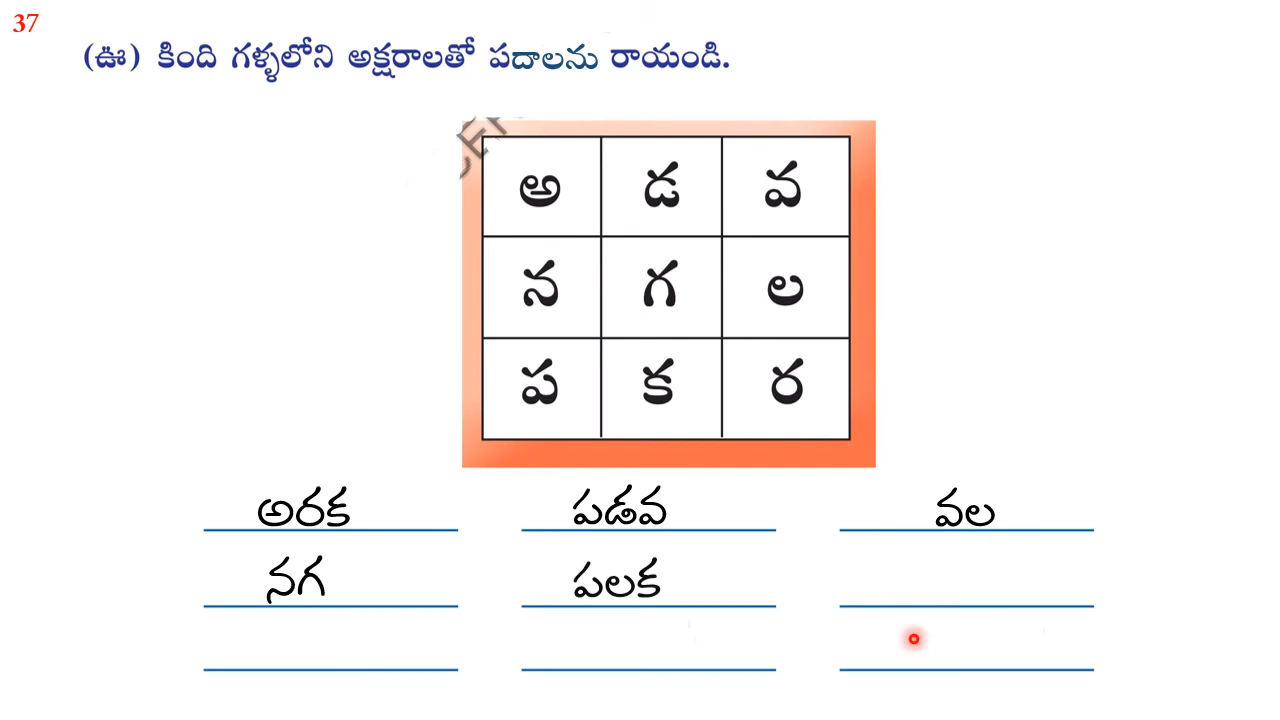 37
(ఊ) కింది గళ్ళలోని అక్షరాలతో పదాలను రాయండి.
అ డ వ
న గ ల
ప క ర
అరక పడవ వల
నగ పలక